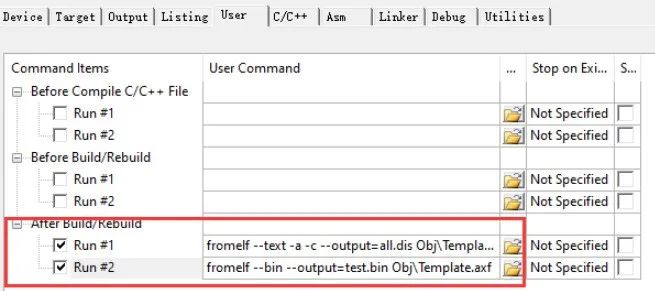 Device Target Output Listing User C/C++ Asm Linker Debug Utilities
Command Items User Command ... Stop on Exi... S...
Before Compile C/C++ File
Run #1 Not Specified
Run #2 Not Specified
Before Build/Rebuild
Run #1 Not Specified
Run #2 Not Specified
After Build/Rebuild
Run #1 fromelf --text -a -c --output=all.dis Obj\Templa... Not Specified
Run #2 fromelf --bin --output=test.bin Obj\Template.axf Not Specified